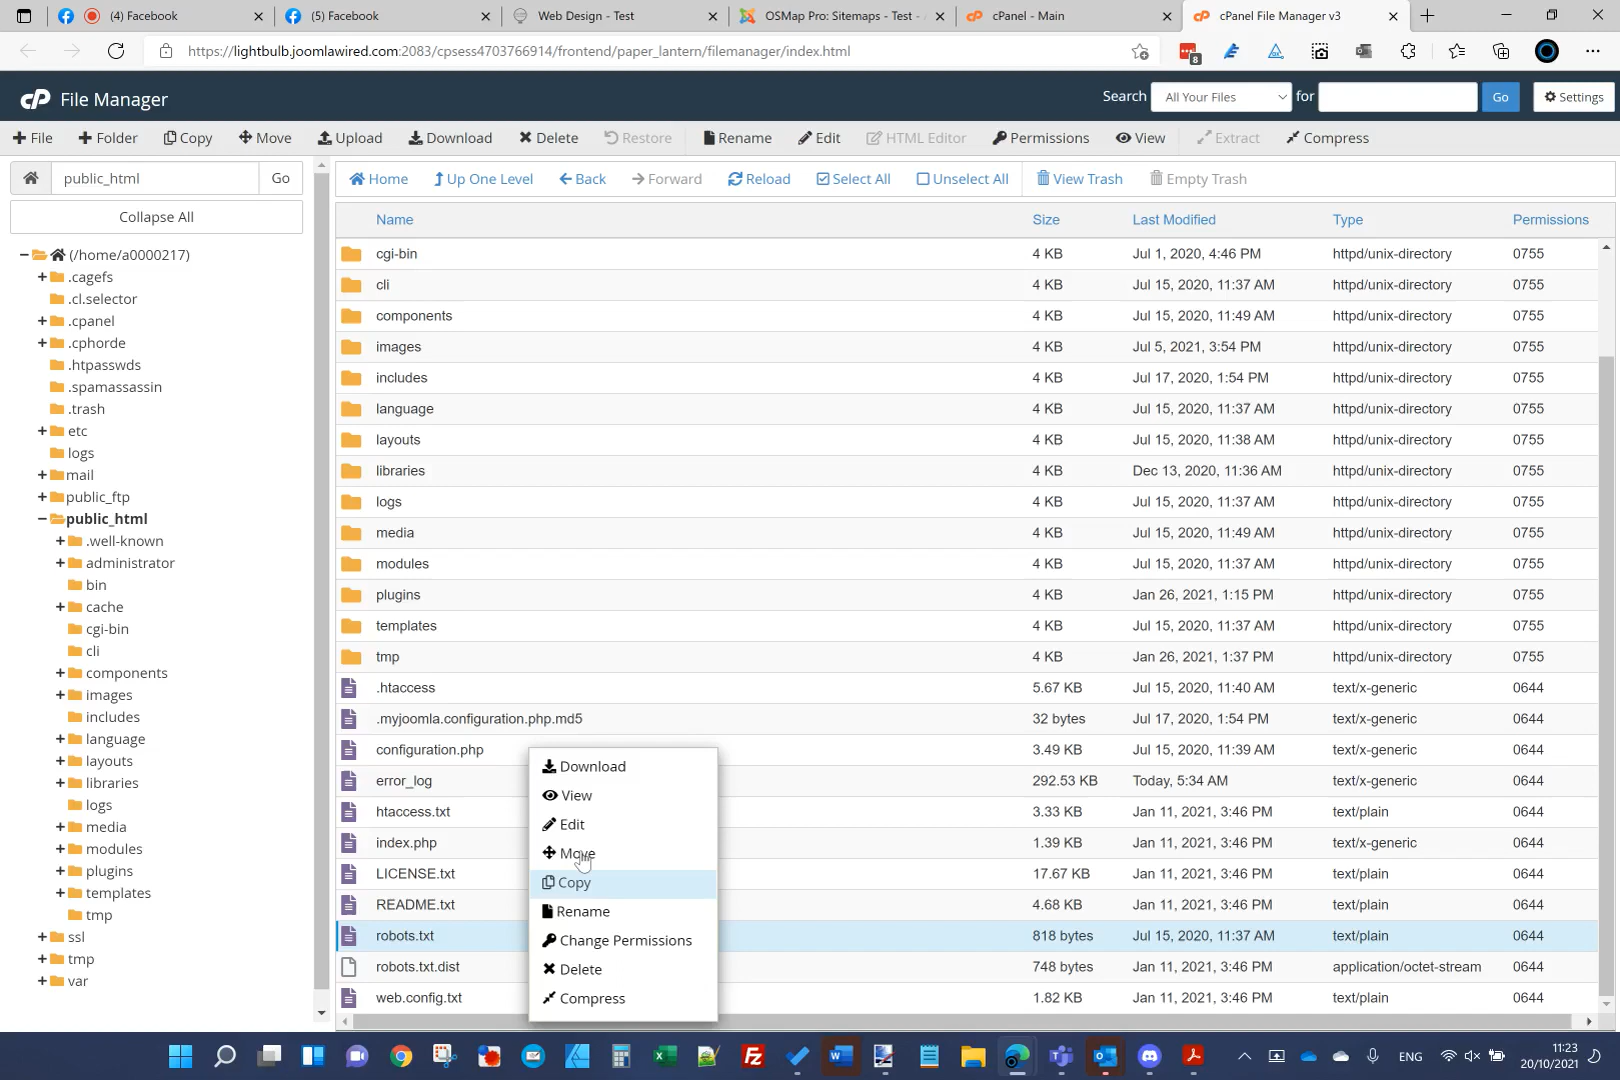 (4) Facebook
(5) Facebook
Web Design - Test
OSMap Pro: Sitemaps - Test -
cPanel - Main
cPanel File Manager v3
https://lightbulb.joomlawired.com:2083/cpsess4703766914/frontend/paper_lantern/filemanager/index.html
8
cP File Manager
Search All Your Files for Go Settings
File Folder Copy Move Upload Download Delete Restore Rename Edit HTML Editor Permissions View Extract Compress
public_html Go
Home Up One Level Back Forward Reload Select All Unselect All View Trash Empty Trash
Collapse All
(/home/a0000217)
.cagefs
.cl.selector
.cpanel
.cphorde
.htpasswds
.spamassassin
.trash
etc
logs
mail
public_ftp
public_html
.well-known
administrator
bin
cache
cgi-bin
cli
components
images
includes
language
layouts
libraries
logs
media
modules
plugins
templates
tmp
ssl
tmp
var
Name Size Last Modified Type Permissions
cgi-bin 4 KB Jul 1, 2020, 4:46 PM httpd/unix-directory 0755
cli 4 KB Jul 15, 2020, 11:37 AM httpd/unix-directory 0755
components 4 KB Jul 15, 2020, 11:49 AM httpd/unix-directory 0755
images 4 KB Jul 5, 2021, 3:54 PM httpd/unix-directory 0755
includes 4 KB Jul 17, 2020, 1:54 PM httpd/unix-directory 0755
language 4 KB Jul 15, 2020, 11:37 AM httpd/unix-directory 0755
layouts 4 KB Jul 15, 2020, 11:38 AM httpd/unix-directory 0755
libraries 4 KB Dec 13, 2020, 11:36 AM httpd/unix-directory 0755
logs 4 KB Jul 15, 2020, 11:37 AM httpd/unix-directory 0755
media 4 KB Jul 15, 2020, 11:49 AM httpd/unix-directory 0755
modules 4 KB Jul 15, 2020, 11:37 AM httpd/unix-directory 0755
plugins 4 KB Jan 26, 2021, 1:15 PM httpd/unix-directory 0755
templates 4 KB Jul 15, 2020, 11:37 AM httpd/unix-directory 0755
tmp 4 KB Jan 26, 2021, 1:37 PM httpd/unix-directory 0755
.htaccess 5.67 KB Jul 15, 2020, 11:40 AM text/x-generic 0644
.myjoomla.configuration.php.md5 32 bytes Jul 17, 2020, 1:54 PM text/x-generic 0644
configuration.php 3.49 KB Jul 15, 2020, 11:39 AM text/x-generic 0644
error_log 292.53 KB Today, 5:34 AM text/x-generic 0644
htaccess.txt 3.33 KB Jan 11, 2021, 3:46 PM text/plain 0644
index.php 1.39 KB Jan 11, 2021, 3:46 PM text/x-generic 0644
LICENSE.txt 17.67 KB Jan 11, 2021, 3:46 PM text/plain 0644
README.txt 4.68 KB Jan 11, 2021, 3:46 PM text/plain 0644
robots.txt 818 bytes Jul 15, 2020, 11:37 AM text/plain 0644
robots.txt.dist 748 bytes Jan 11, 2021, 3:46 PM application/octet-stream 0644
web.config.txt 1.82 KB Jan 11, 2021, 3:46 PM text/plain 0644
Download
View
Edit
Move
Copy
Rename
Change Permissions
Delete
Compress
ENG
11:23
20/10/2021